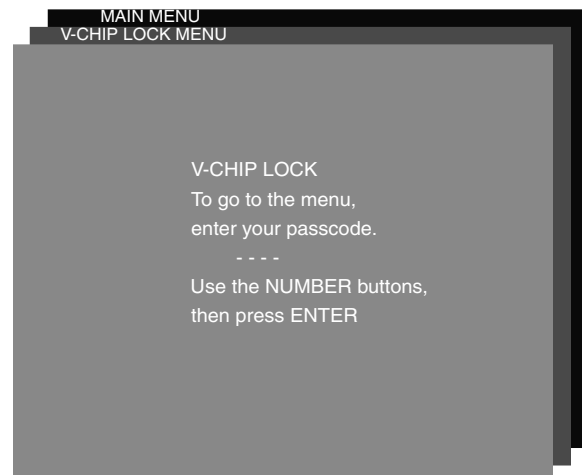 MAIN MENU
V-CHIP LOCK MENU
V-CHIP LOCK
To go to the menu,
enter your passcode.
- - - -
Use the NUMBER buttons,
then press ENTER